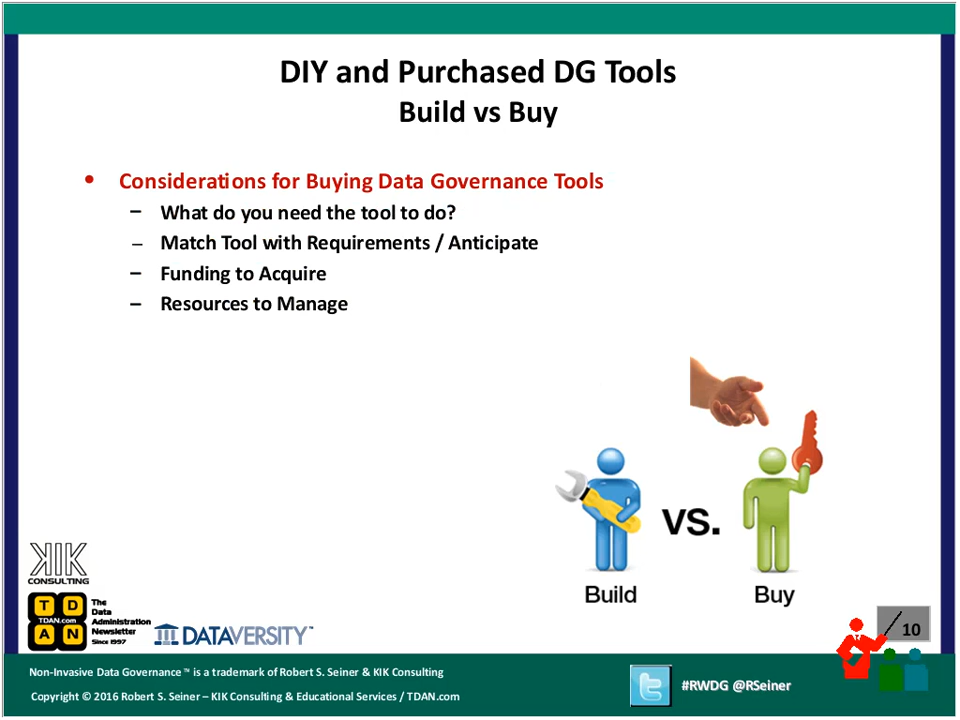 DIY and Purchased DG Tools
Build vs Buy
• Considerations for Buying Data Governance Tools
– What do you need the tool to do?
– Match Tool with Requirements / Anticipate
– Funding to Acquire
– Resources to Manage
vs.
Build
Buy
KIK
CONSULTING
T D
TDAN.com
A N
The
Data
Administration
Newsletter
Since 1997
DATAVERSITY™
10
Non-Invasive Data Governance™ is a trademark of Robert S. Seiner & KIK Consulting
Copyright © 2016 Robert S. Seiner – KIK Consulting & Educational Services / TDAN.com
#RWDG @RSeiner